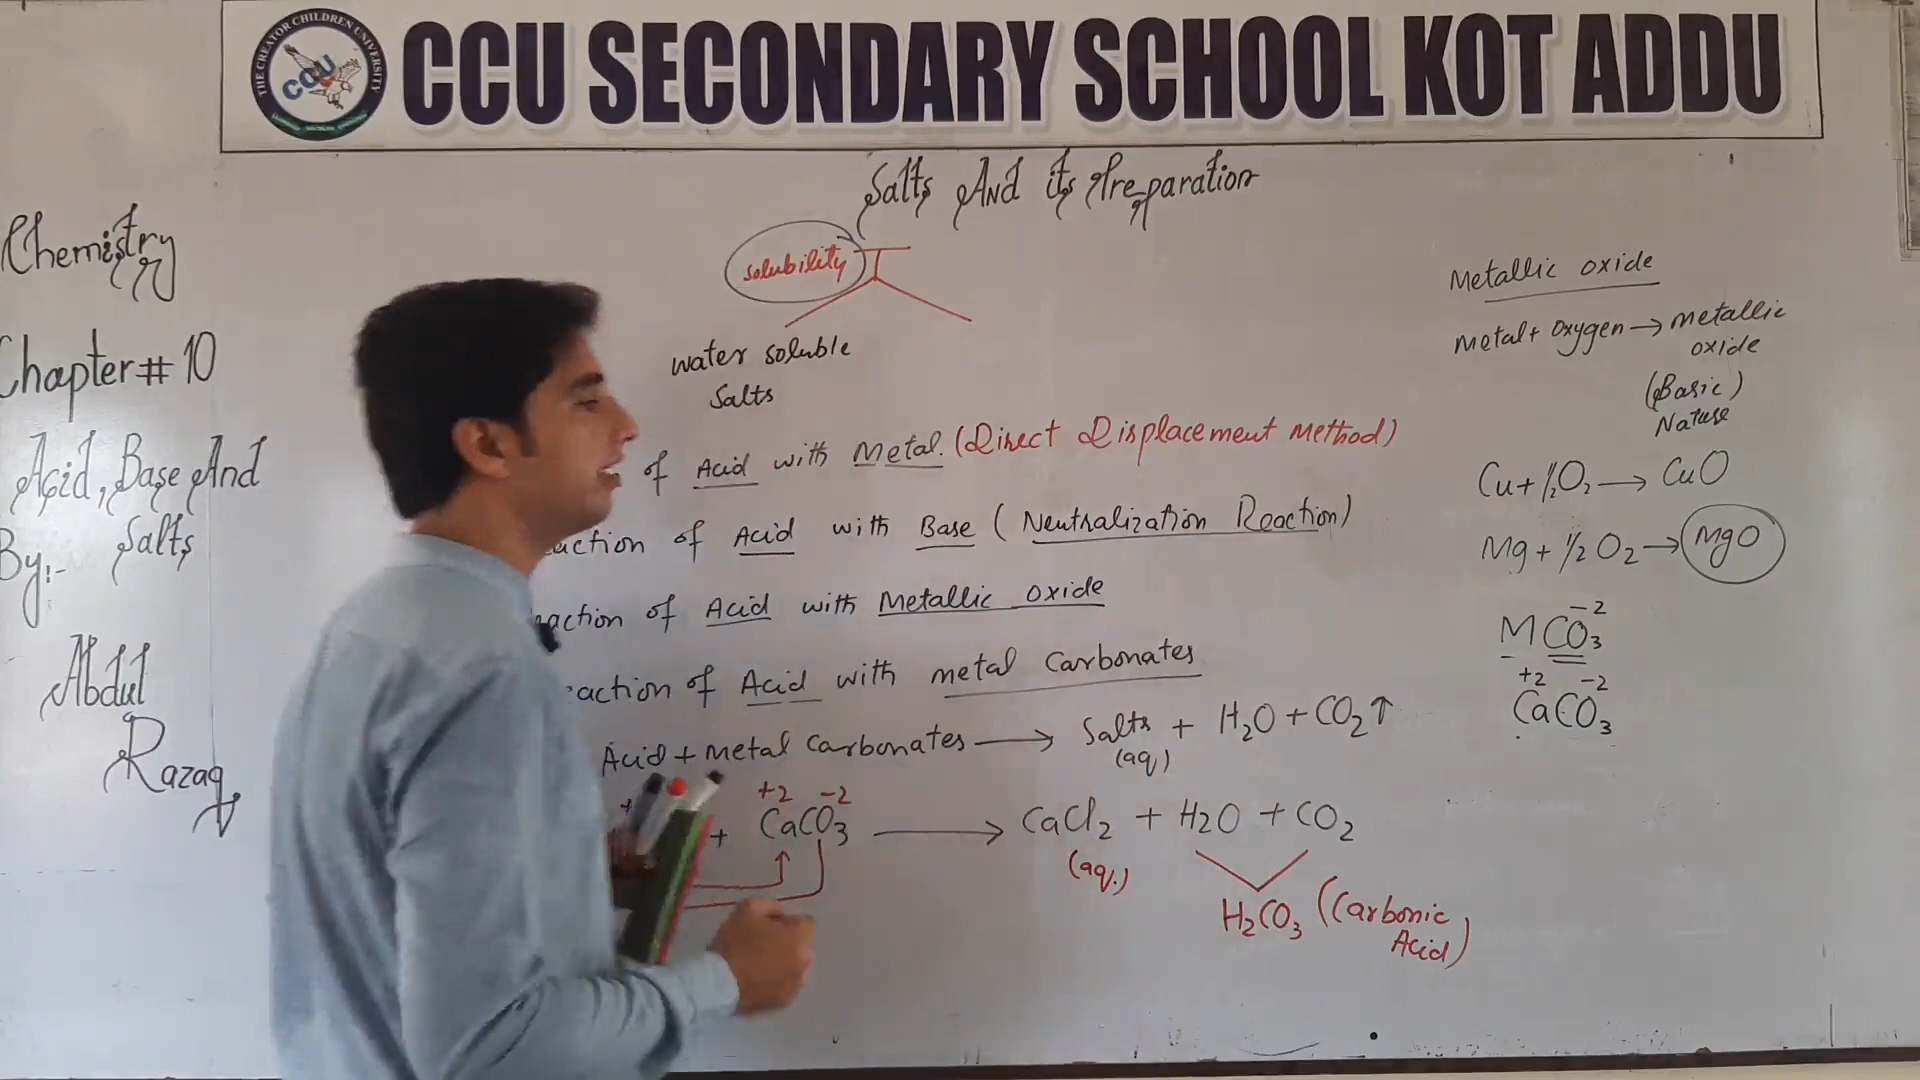 CCU SECONDARY SCHOOL KOT ADDU
THE CREATOR CHILDREN UNIVERSITY
CCU
Salts And its Preparation
Chemistry
Chapter # 10
Acid, Base And
Salts
By:-
Abdul
Razaq
solubility
water soluble
Salts
of Acid with Metal. (Direct Displacement Method)
action of Acid with Base (Neutralization Reaction)
action of Acid with Metallic oxide
action of Acid with metal Carbonates
Acid + Metal Carbonates → Salts + H₂O + CO₂↑
(aq)
+2 -2
+ CaCO₃ → CaCl₂ + H₂O + CO₂
(aq.)
H₂CO₃ (Carbonic
Acid)
Metallic oxide
Metal + Oxygen → metallic
oxide
(Basic)
Nature
Cu + ½O₂ → CuO
Mg + ½O₂ → MgO
-2
MCO₃
+2 -2
CaCO₃